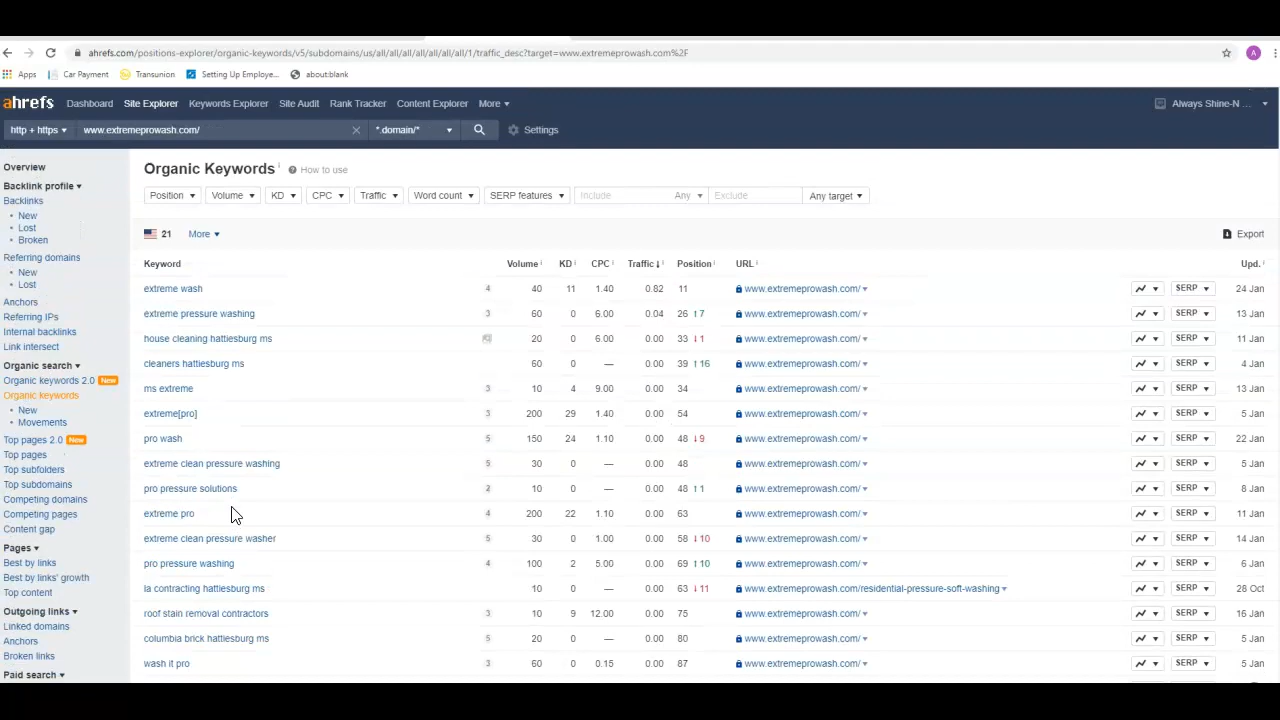 ahrefs.com/positions-explorer/organic-keywords/v5/subdomains/us/all/all/all/all/all/all/1/traffic_desc?target=www.extremeprowash.com%2F
A
Apps Car Payment Transunion Setting Up Employe... about:blank
ahrefs Dashboard Site Explorer Keywords Explorer Site Audit Rank Tracker Content Explorer More Always Shine-N ...
http + https www.extremeprowash.com/ *.domain/* Settings
Overview
Backlink profile
Backlinks
• New
• Lost
• Broken
Referring domains
• New
• Lost
Anchors
Referring IPs
Internal backlinks
Link intersect
Organic search
Organic keywords 2.0 New
Organic keywords
• New
• Movements
Top pages 2.0 New
Top pages
Top subfolders
Top subdomains
Competing domains
Competing pages
Content gap
Pages
Best by links
Best by links' growth
Top content
Outgoing links
Linked domains
Anchors
Broken links
Paid search
Organic Keywords i ? How to use
Position Volume KD CPC Traffic Word count SERP features Include Any Exclude Any target
21 More Export
Keyword Volume KD CPC Traffic Position URL Upd.
extreme wash 4 40 11 1.40 0.82 11 www.extremeprowash.com/ SERP 24 Jan
extreme pressure washing 3 60 0 6.00 0.04 26 ↑7 www.extremeprowash.com/ SERP 13 Jan
house cleaning hattiesburg ms 20 0 6.00 0.00 33 ↓1 www.extremeprowash.com/ SERP 11 Jan
cleaners hattiesburg ms 60 0 — 0.00 39 ↑16 www.extremeprowash.com/ SERP 4 Jan
ms extreme 3 10 4 9.00 0.00 34 www.extremeprowash.com/ SERP 13 Jan
extreme[pro] 3 200 29 1.40 0.00 54 www.extremeprowash.com/ SERP 5 Jan
pro wash 5 150 24 1.10 0.00 48 ↓9 www.extremeprowash.com/ SERP 22 Jan
extreme clean pressure washing 5 30 0 — 0.00 48 www.extremeprowash.com/ SERP 5 Jan
pro pressure solutions 2 10 0 — 0.00 48 ↑1 www.extremeprowash.com/ SERP 8 Jan
extreme pro 4 200 22 1.10 0.00 63 www.extremeprowash.com/ SERP 11 Jan
extreme clean pressure washer 5 30 0 1.00 0.00 58 ↓10 www.extremeprowash.com/ SERP 14 Jan
pro pressure washing 4 100 2 5.00 0.00 69 ↑10 www.extremeprowash.com/ SERP 6 Jan
la contracting hattiesburg ms 10 0 — 0.00 63 ↓11 www.extremeprowash.com/residential-pressure-soft-washing SERP 28 Oct
roof stain removal contractors 3 10 9 12.00 0.00 75 www.extremeprowash.com/ SERP 16 Jan
columbia brick hattiesburg ms 5 20 0 — 0.00 80 www.extremeprowash.com/ SERP 5 Jan
wash it pro 3 60 0 0.15 0.00 87 www.extremeprowash.com/ SERP 5 Jan